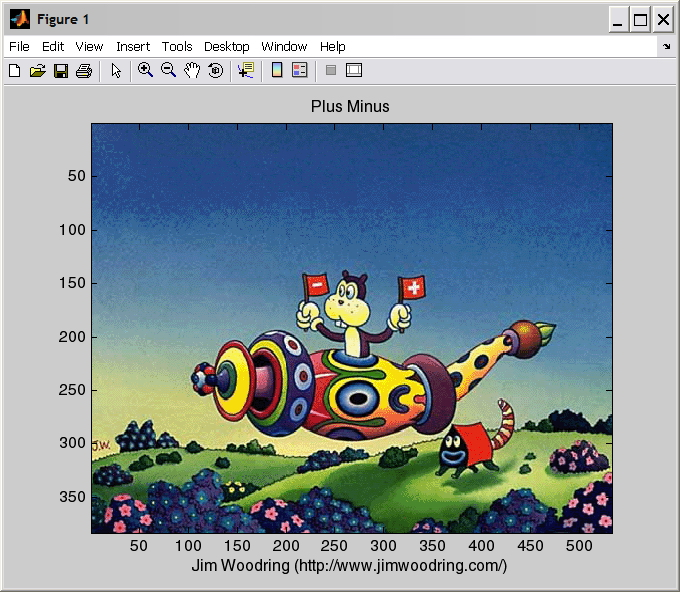 Figure 1
File Edit View Insert Tools Desktop Window Help
Plus Minus
50
100
150
200
250
300
350
J.W.
50 100 150 200 250 300 350 400 450 500
Jim Woodring (http://www.jimwoodring.com/)